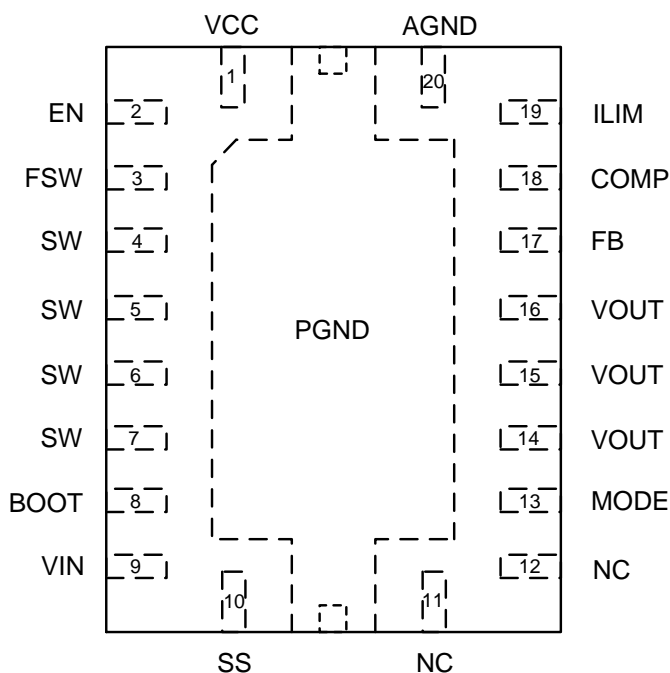 VCC AGND
1 20
EN 2 19 ILIM
FSW 3 18 COMP
SW 4 17 FB
SW 5 16 VOUT
PGND
SW 6 15 VOUT
SW 7 14 VOUT
BOOT 8 13 MODE
VIN 9 12 NC
10 11
SS NC